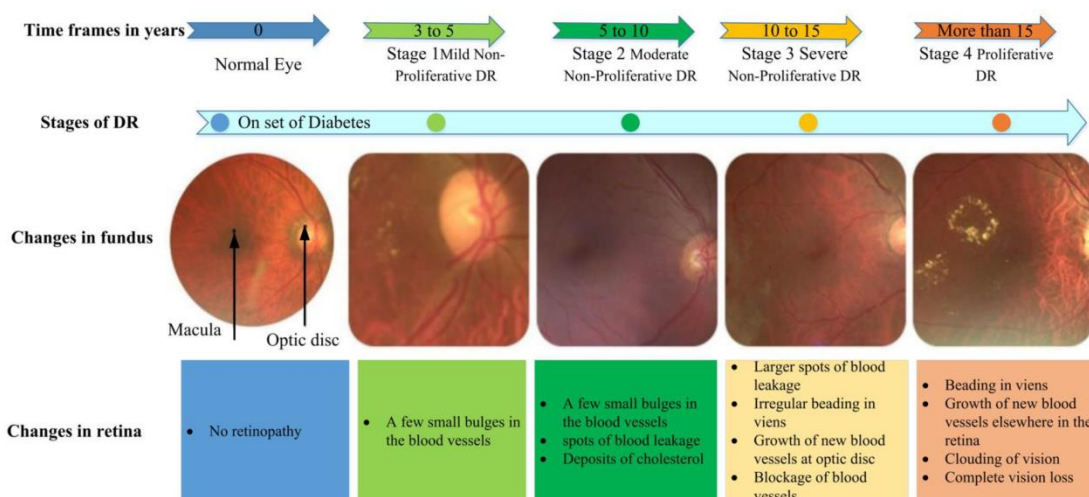 Time frames in years
0
3 to 5
5 to 10
10 to 15
More than 15
Normal Eye
Stage 1Mild Non-
Proliferative DR
Stage 2 Moderate
Non-Proliferative DR
Stage 3 Severe
Non-Proliferative DR
Stage 4 Proliferative
DR
Stages of DR
On set of Diabetes
Changes in fundus
Macula
Optic disc
Changes in retina
• No retinopathy
• A few small bulges in
the blood vessels
• A few small bulges in
the blood vessels
• spots of blood leakage
• Deposits of cholesterol
• Larger spots of blood
leakage
• Irregular beading in
viens
• Growth of new blood
vessels at optic disc
• Blockage of blood
vessels
• Beading in viens
• Growth of new blood
vessels elsewhere in the
retina
• Clouding of vision
• Complete vision loss